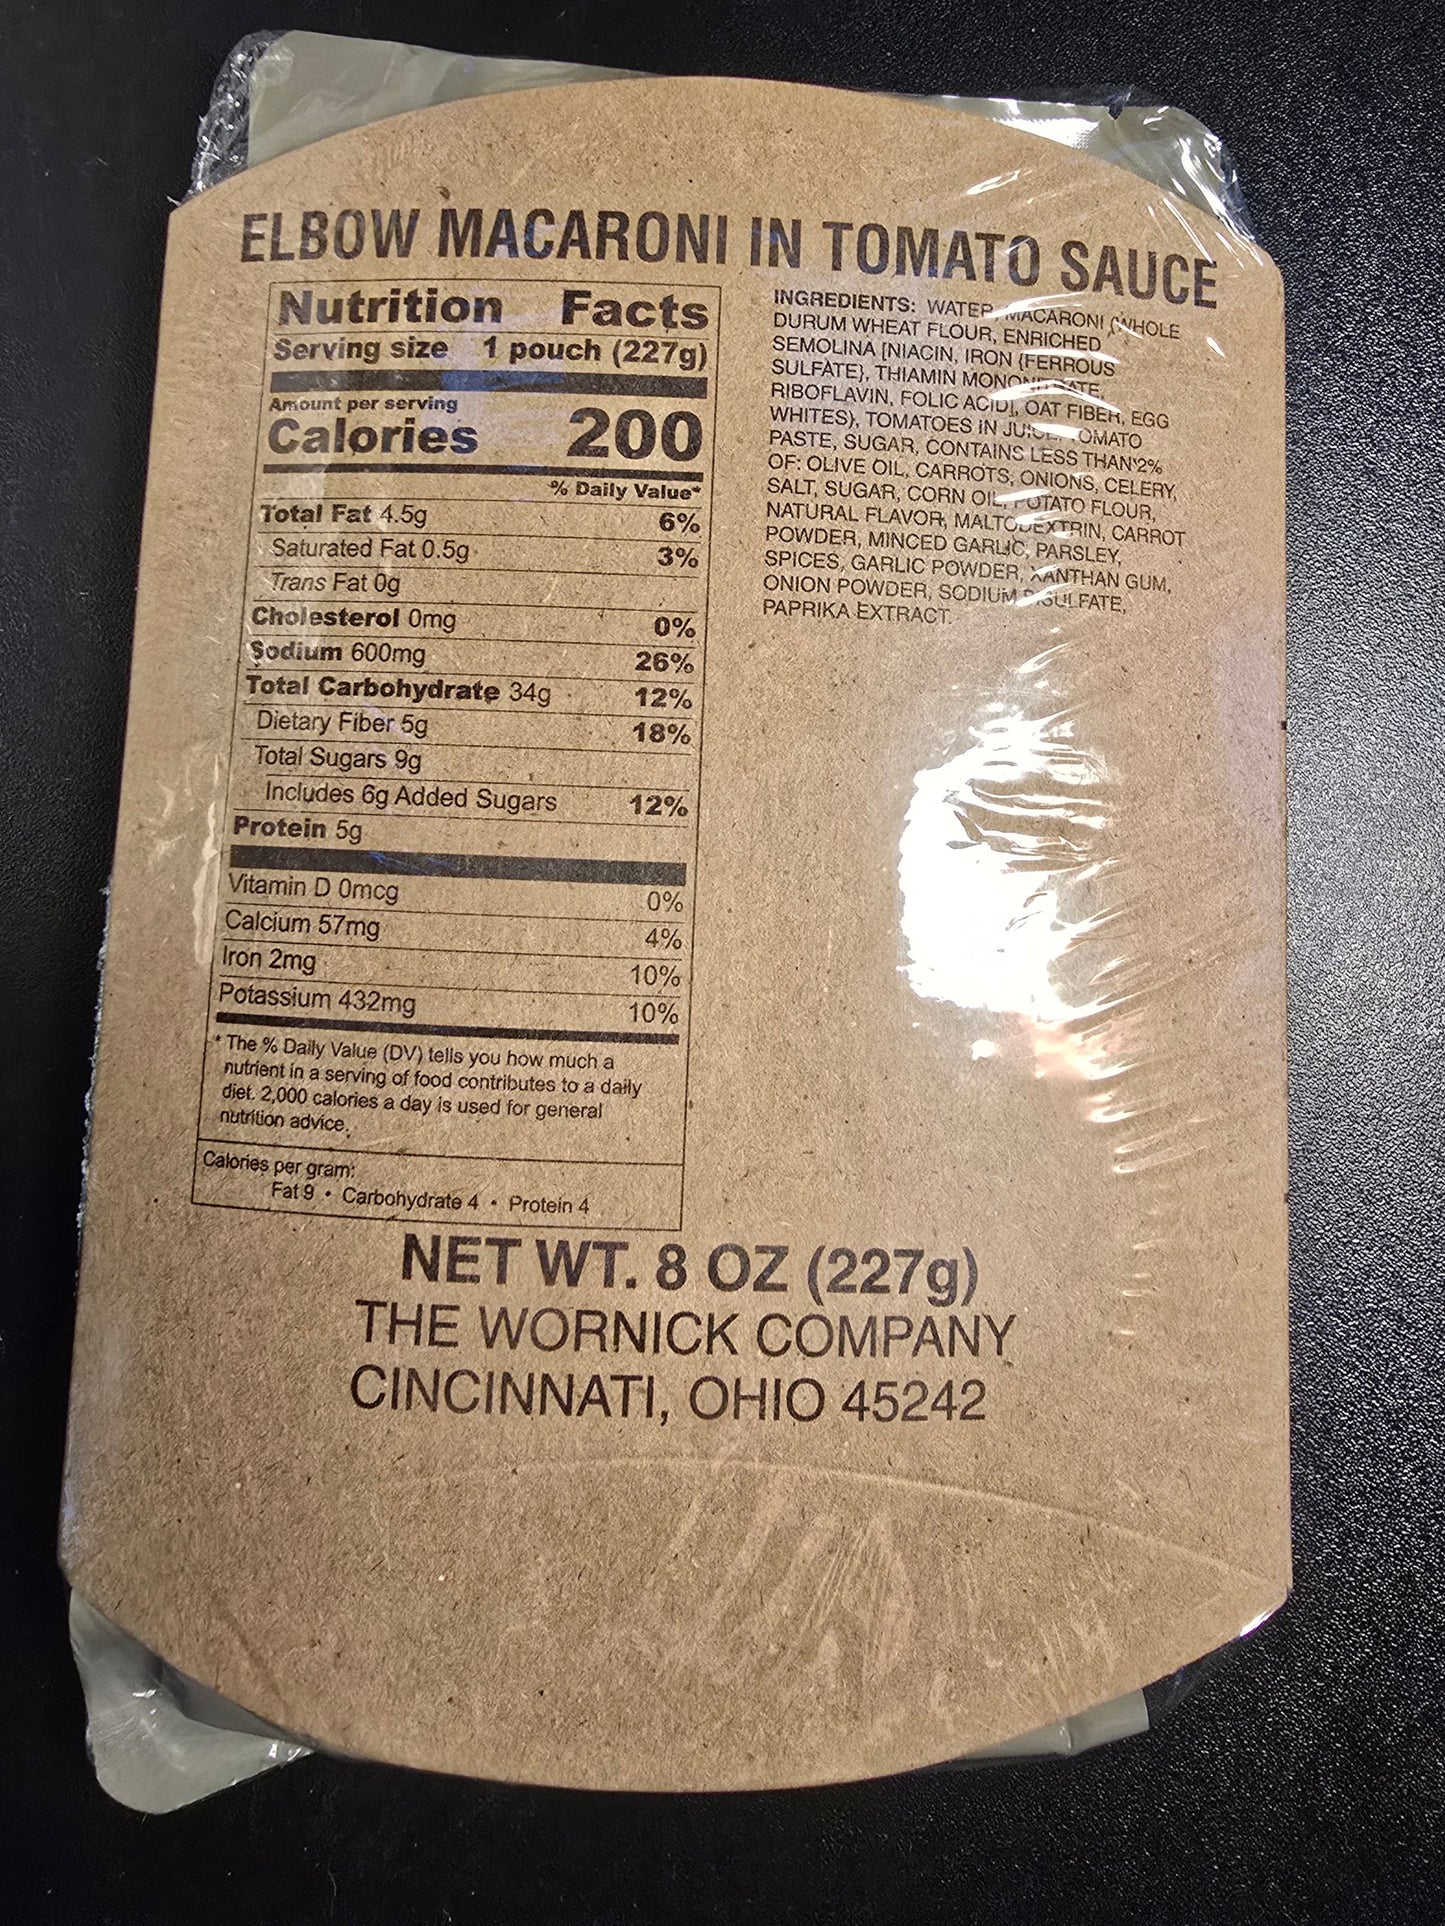 ELBOW MACARONI IN TOMATO SAUCE
Nutrition Facts
Serving size 1 pouch (227g)
Amount per serving
Calories 200
% Daily Value*
Total Fat 4.5g 6%
Saturated Fat 0.5g 3%
Trans Fat 0g
Cholesterol 0mg 0%
Sodium 600mg 26%
Total Carbohydrate 34g 12%
Dietary Fiber 5g 18%
Total Sugars 9g
Includes 6g Added Sugars 12%
Protein 5g
Vitamin D 0mcg 0%
Calcium 57mg 4%
Iron 2mg 10%
Potassium 432mg 10%
* The % Daily Value (DV) tells you how much a
nutrient in a serving of food contributes to a daily
diet. 2,000 calories a day is used for general
nutrition advice.
Calories per gram:
Fat 9 • Carbohydrate 4 • Protein 4
INGREDIENTS: WATER, MACARONI (WHOLE
DURUM WHEAT FLOUR, ENRICHED
SEMOLINA [NIACIN, IRON {FERROUS
SULFATE}, THIAMIN MONONITRATE,
RIBOFLAVIN, FOLIC ACID], OAT FIBER, EGG
WHITES), TOMATOES IN JUICE, TOMATO
PASTE, SUGAR, CONTAINS LESS THAN 2%
OF: OLIVE OIL, CARROTS, ONIONS, CELERY,
SALT, SUGAR, CORN OIL, POTATO FLOUR,
NATURAL FLAVOR, MALTODEXTRIN, CARROT
POWDER, MINCED GARLIC, PARSLEY,
SPICES, GARLIC POWDER, XANTHAN GUM,
ONION POWDER, SODIUM BISULFATE,
PAPRIKA EXTRACT.
NET WT. 8 OZ (227g)
THE WORNICK COMPANY
CINCINNATI, OHIO 45242